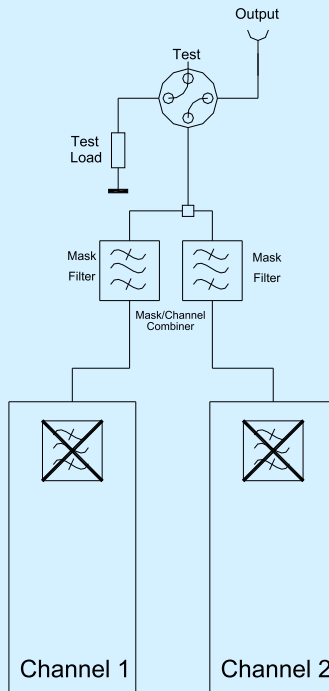 Output
Test
Test
Load
Mask
Filter
Mask
Filter
Mask/Channel
Combiner
Channel 1
Channel 2